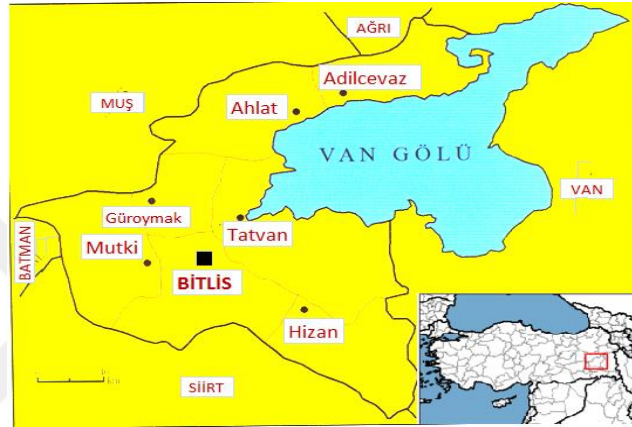 AĞRI
Adilcevaz
MUŞ
Ahlat
VAN GÖLÜ
VAN
Güroymak
Tatvan
BATMAN
Mutki
BİTLİS
Hizan
SİİRT